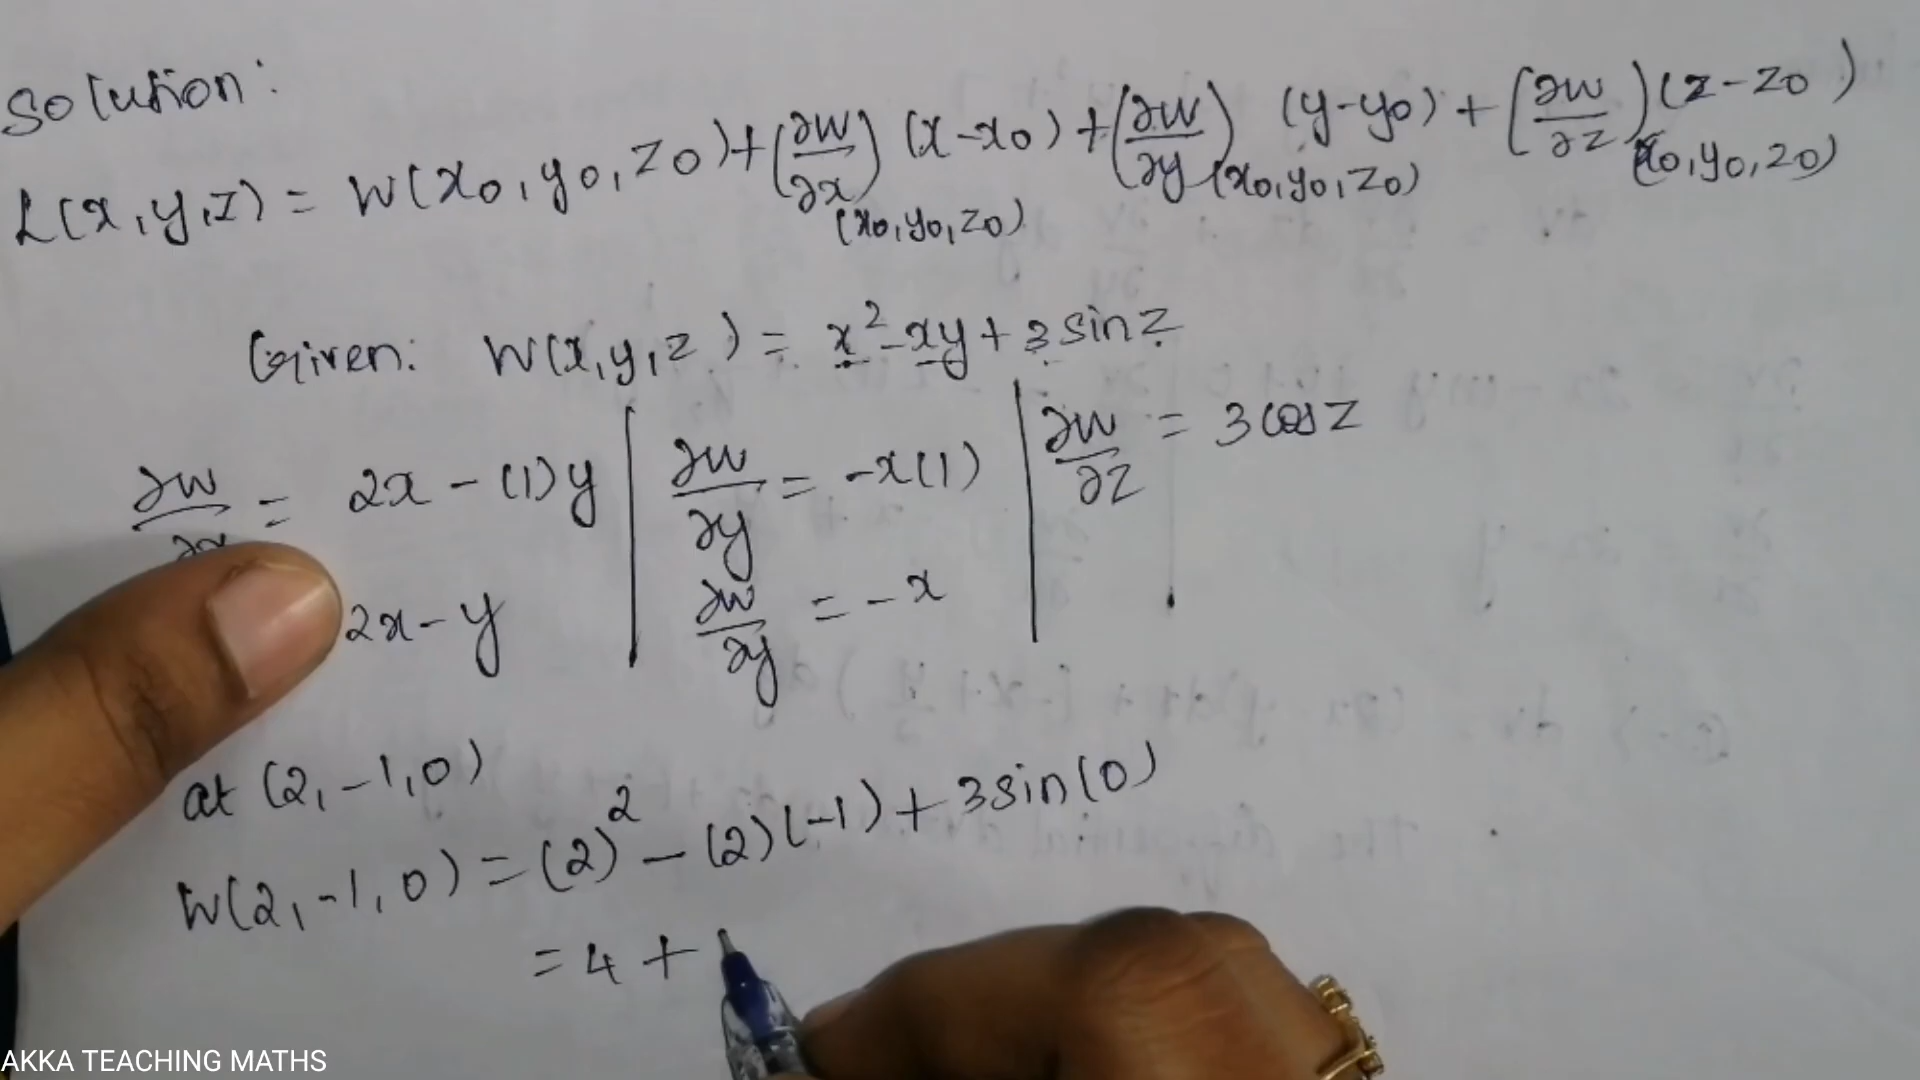 Solution:
L(x,y,z) = W(x0,y0,z0)+(∂W/∂x)(x0,y0,z0) (x-x0)+(∂W/∂y)(x0,y0,z0) (y-y0)+(∂W/∂z)(x0,y0,z0) (z-z0)
Given: W(x,y,z) = x²-xy+3sinz
∂W/∂x = 2x-(1)y | ∂W/∂y = -x(1) | ∂W/∂z = 3cosz
2x-y | ∂W/∂y = -x
at (2,-1,0)
W(2,-1,0) = (2)² - (2)(-1)+3sin(0)
= 4 +
AKKA TEACHING MATHS